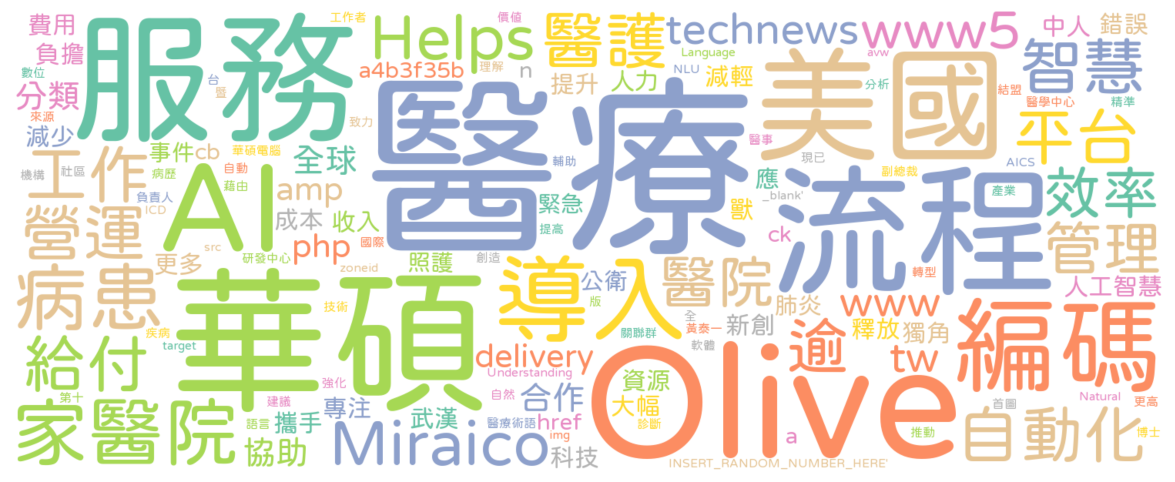 費用
工作者
Helps
醫護
價值
technews
www5
中人
錯誤
負擔
服務
a4b3f35b
理解
n
提升
人力
Language
NLU
減輕
avw
分析
智慧
數位
分類
台
暨
醫療
美國
結盟
醫學中心
精準
來源
減少
致力
華碩電腦
平台
事件
cb
全球
輔助
醫事
現已
AICS
工作
機構
社區
病歷
自動
副總裁
AI
藉由
amp
應
_blank'
產業
效率
負責人
ICD
成本
收入
緊急
提高
獸
流程
營運
php
國際
ck
管理
src
研發中心
更多
zoneid
照護
創造
轉型
病患
華碩
導入
公衛
醫院
人工智慧
版
肺炎
www
技術
全
黃泰一
新創
釋放
獨角
疾病
target
關聯群
軟體
逾
tw
編碼
給付
delivery
Understanding
Olive
強化
資源
自然
Natural
第十
建議
合作
href
大幅
首圖
更高
家醫院
語言
攜手
專注
武漢
醫療術語
診斷
自動化
img
a
推動
博士
協助
Miraico
科技
INSERT_RANDOM_NUMBER_HERE'